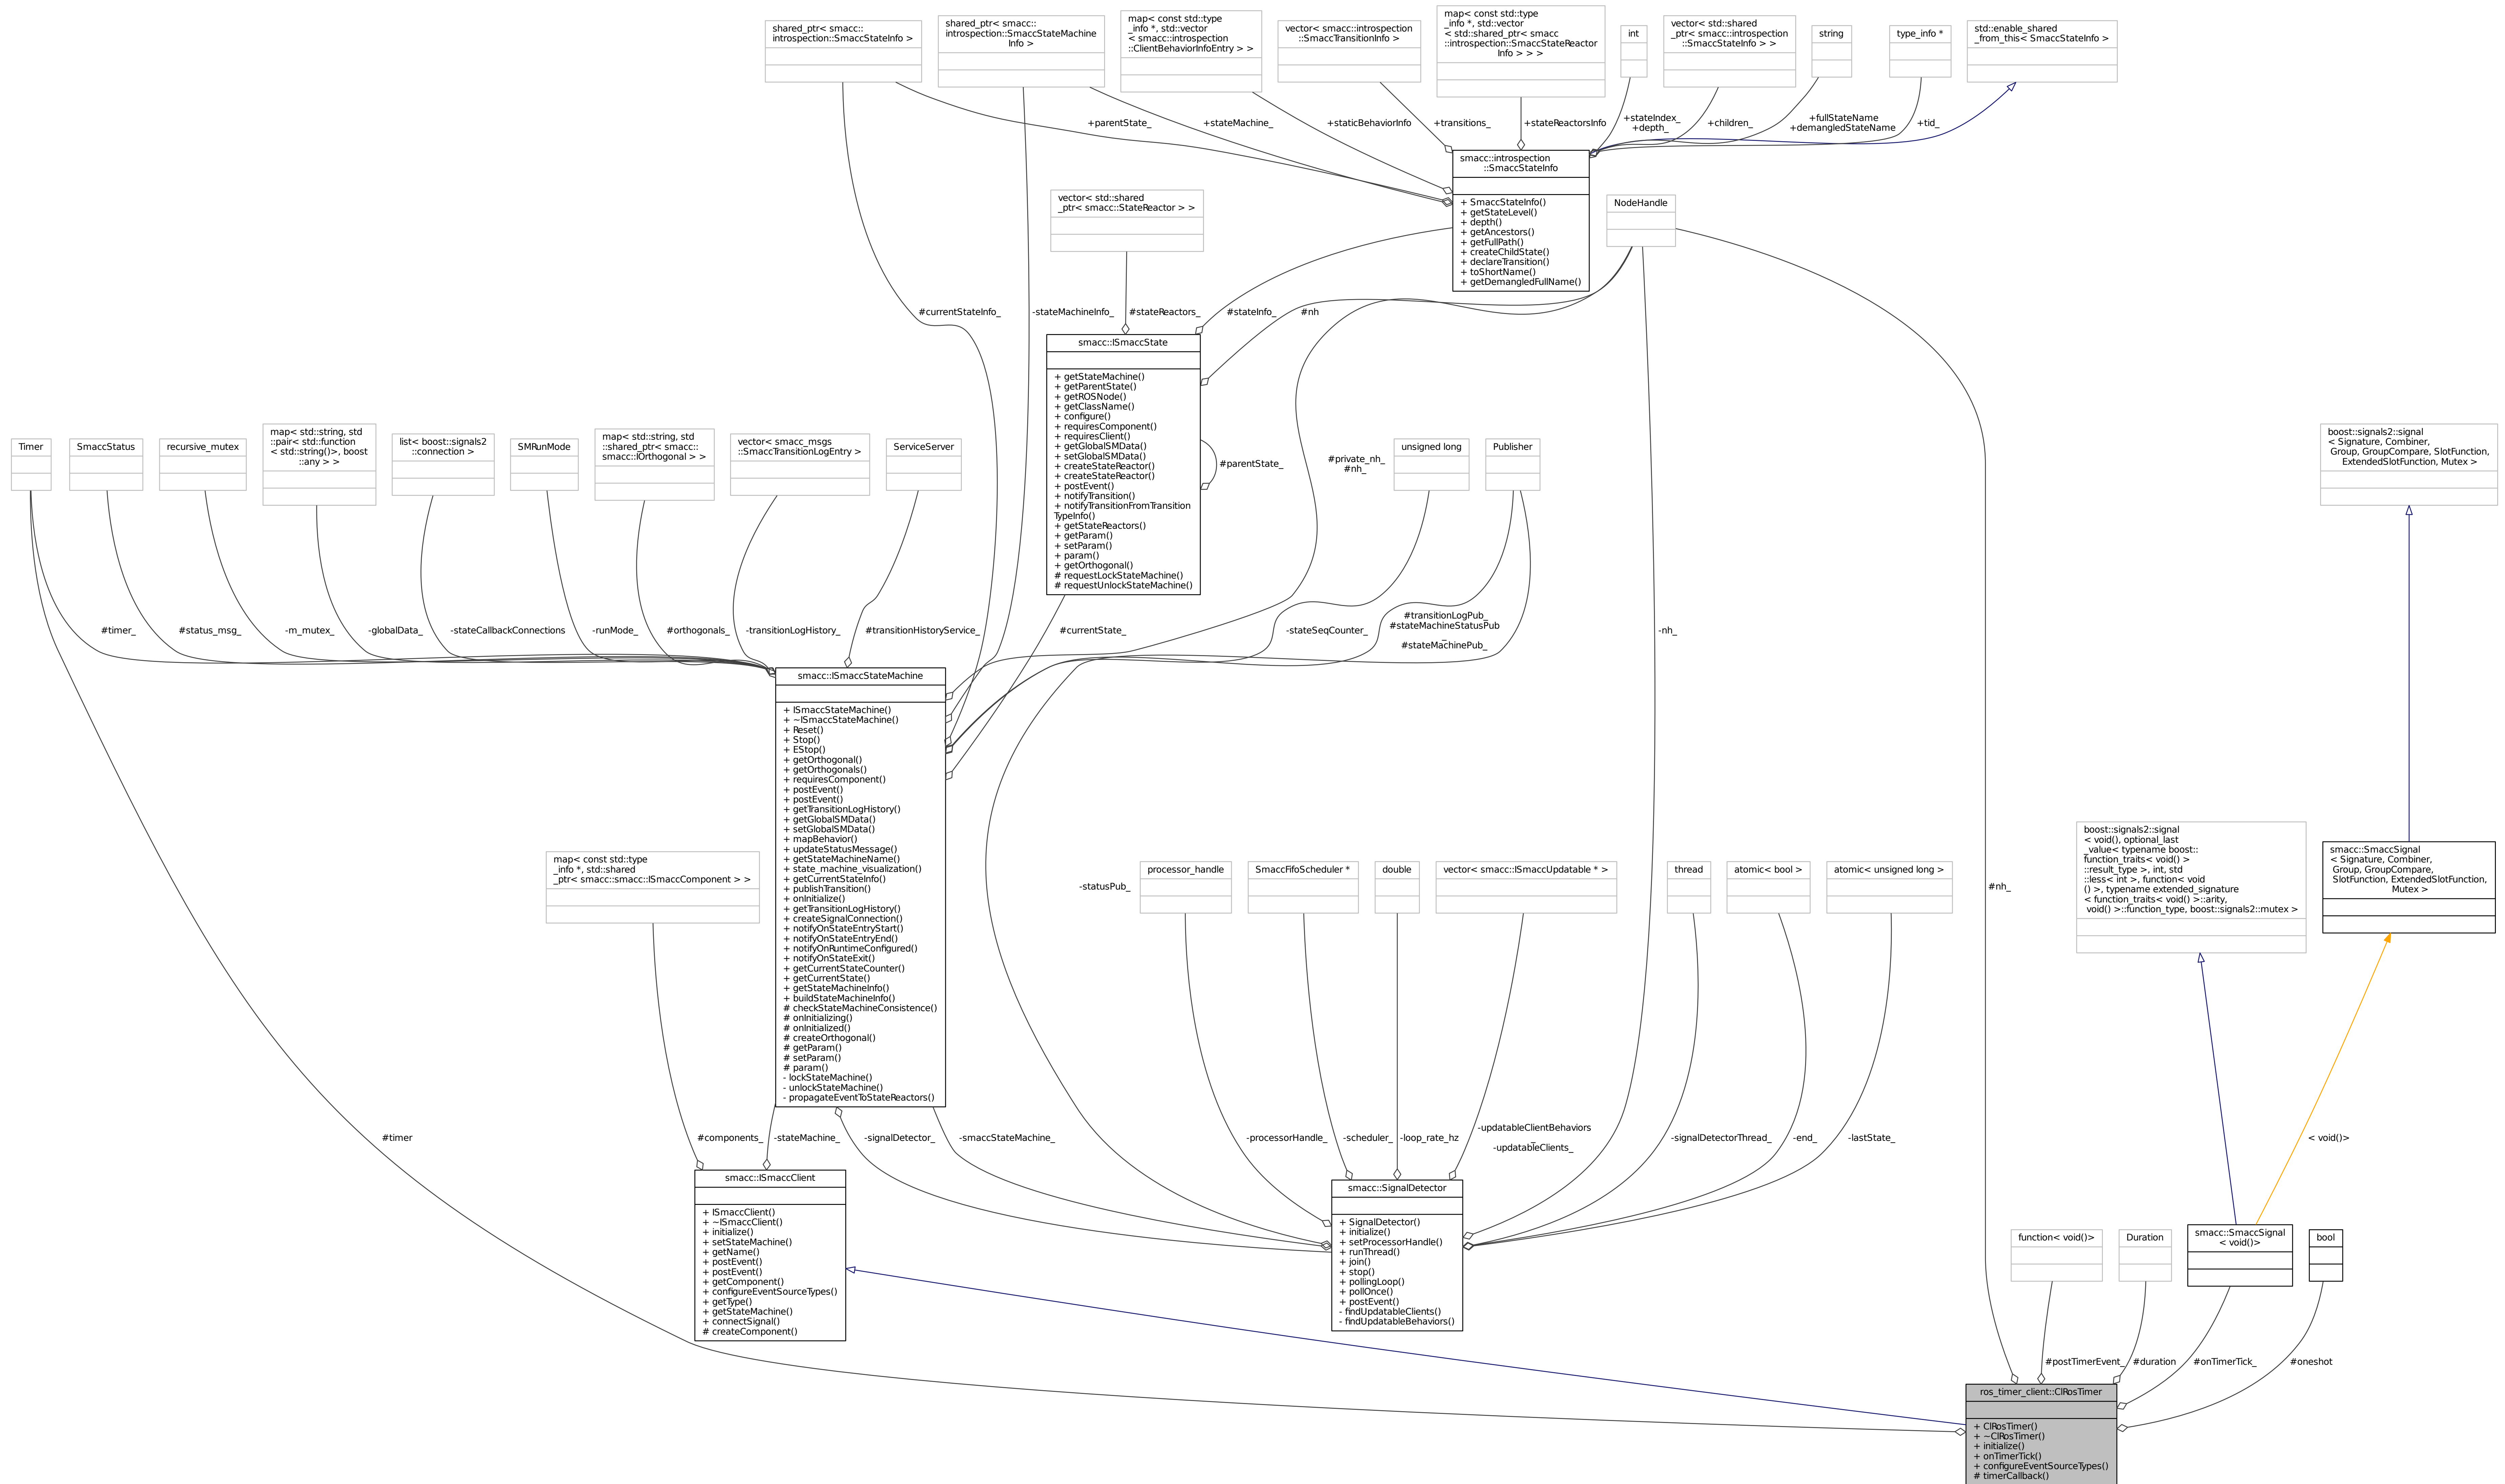 shared_ptr< smacc::
introspection::SmaccStateInfo >
shared_ptr< smacc::
introspection::SmaccStateMachine
Info >
map< const std::type
_info *, std::vector
< smacc::introspection
::ClientBehaviorInfoEntry > >
vector< smacc::introspection
::SmaccTransitionInfo >
map< const std::type
_info *, std::vector
< std::shared_ptr< smacc
::introspection::SmaccStateReactor
Info > > >
int
vector< std::shared
_ptr< smacc::introspection
::SmaccStateInfo > >
string
type_info *
std::enable_shared
_from_this< SmaccStateInfo >
+parentState_
+stateMachine_
+staticBehaviorInfo
+transitions_
+stateReactorsInfo
+stateIndex_
+depth_
+children_
+fullStateName
+demangledStateName
+tid_
smacc::introspection
::SmaccStateInfo
+ SmaccStateInfo()
+ getStateLevel()
+ depth()
+ getAncestors()
+ getFullPath()
+ createChildState()
+ declareTransition()
+ toShortName()
+ getDemangledFullName()
vector< std::shared
_ptr< smacc::StateReactor > >
NodeHandle
#currentStateInfo_
-stateMachineInfo_
#stateReactors_
#stateInfo_
#nh
smacc::ISmaccState
+ getStateMachine()
+ getParentState()
+ getROSNode()
+ getClassName()
+ configure()
+ requiresComponent()
+ requiresClient()
+ getGlobalSMData()
+ setGlobalSMData()
+ createStateReactor()
+ createStateReactor()
+ postEvent()
+ notifyTransition()
+ notifyTransitionFromTransition
TypeInfo()
+ getStateReactors()
+ getParam()
+ setParam()
+ param()
+ getOrthogonal()
# requestLockStateMachine()
# requestUnlockStateMachine()
#parentState_
#private_nh_
#nh_
Timer
SmaccStatus
recursive_mutex
map< std::string, std
::pair< std::function
< std::string()>, boost
::any > >
list< boost::signals2
::connection >
SMRunMode
map< std::string, std
::shared_ptr< smacc::
smacc::IOrthogonal > >
vector< smacc_msgs
::SmaccTransitionLogEntry >
ServiceServer
unsigned long
Publisher
boost::signals2::signal
< Signature, Combiner,
Group, GroupCompare, SlotFunction,
ExtendedSlotFunction, Mutex >
#timer_
#status_msg_
-m_mutex_
-globalData_
-stateCallbackConnections
-runMode_
#orthogonals_
-transitionLogHistory_
#transitionHistoryService_
#currentState_
-stateSeqCounter_
#transitionLogPub_
#stateMachineStatusPub
_
#stateMachinePub_
-nh_
smacc::ISmaccStateMachine
+ ISmaccStateMachine()
+ ~ISmaccStateMachine()
+ Reset()
+ Stop()
+ EStop()
+ getOrthogonal()
+ getOrthogonals()
+ requiresComponent()
+ postEvent()
+ postEvent()
+ getTransitionLogHistory()
+ getGlobalSMData()
+ setGlobalSMData()
+ mapBehavior()
+ updateStatusMessage()
+ getStateMachineName()
+ state_machine_visualization()
+ getCurrentStateInfo()
+ publishTransition()
+ onInitialize()
+ getTransitionLogHistory()
+ createSignalConnection()
+ notifyOnStateEntryStart()
+ notifyOnStateEntryEnd()
+ notifyOnRuntimeConfigured()
+ notifyOnStateExit()
+ getCurrentStateCounter()
+ getCurrentState()
+ getStateMachineInfo()
+ buildStateMachineInfo()
# checkStateMachineConsistence()
# onInitializing()
# onInitialized()
# createOrthogonal()
# getParam()
# setParam()
# param()
- lockStateMachine()
- unlockStateMachine()
- propagateEventToStateReactors()
map< const std::type
_info *, std::shared
_ptr< smacc::smacc::ISmaccComponent > >
-statusPub_
processor_handle
SmaccFifoScheduler *
double
vector< smacc::ISmaccUpdatable * >
thread
atomic< bool >
atomic< unsigned long >
#nh_
boost::signals2::signal
< void(), optional_last
_value< typename boost::
function_traits< void() >
::result_type >, int, std
::less< int >, function< void
() >, typename extended_signature
< function_traits< void() >::arity,
void() >::function_type, boost::signals2::mutex >
smacc::SmaccSignal
< Signature, Combiner,
Group, GroupCompare,
SlotFunction, ExtendedSlotFunction,
Mutex >
#timer
#components_
-stateMachine_
-signalDetector_
-smaccStateMachine_
-processorHandle_
-scheduler_
-loop_rate_hz
-updatableClientBehaviors
_
-updatableClients_
-signalDetectorThread_
-end_
-lastState_
< void()>
smacc::ISmaccClient
+ ISmaccClient()
+ ~ISmaccClient()
+ initialize()
+ setStateMachine()
+ getName()
+ postEvent()
+ postEvent()
+ getComponent()
+ configureEventSourceTypes()
+ getType()
+ getStateMachine()
+ connectSignal()
# createComponent()
smacc::SignalDetector
+ SignalDetector()
+ initialize()
+ setProcessorHandle()
+ runThread()
+ join()
+ stop()
+ pollingLoop()
+ pollOnce()
+ postEvent()
- findUpdatableClients()
- findUpdatableBehaviors()
function< void()>
Duration
smacc::SmaccSignal
< void()>
bool
#postTimerEvent_
#duration
#onTimerTick_
#oneshot
ros_timer_client::ClRosTimer
+ ClRosTimer()
+ ~ClRosTimer()
+ initialize()
+ onTimerTick()
+ configureEventSourceTypes()
# timerCallback()